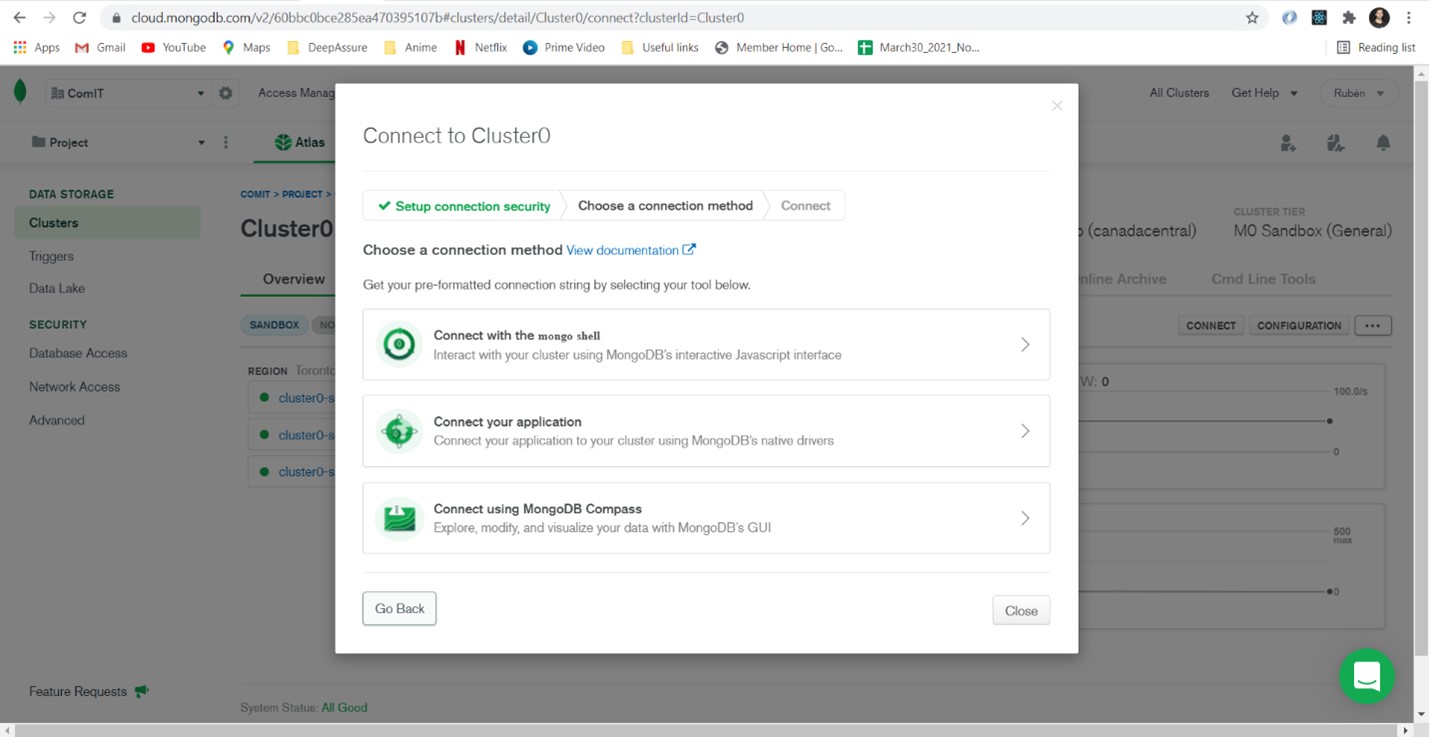 cloud.mongodb.com/v2/60bbc0bce285ea470395107b#clusters/detail/Cluster0/connect?clusterId=Cluster0
Apps Gmail YouTube Maps DeepAssure Anime Netflix Prime Video Useful links Member Home | Go... March30_2021_No... Reading list
ComIT Access Manag All Clusters Get Help Rubén
Project Atlas
Connect to Cluster0
DATA STORAGE
Clusters
Triggers
Data Lake
SECURITY
Database Access
Network Access
Advanced
Feature Requests
COMIT > PROJECT >
Cluster0
Overview
SANDBOX NO
REGION Toronto
cluster0-s
cluster0-s
cluster0-s
System Status: All Good
Setup connection security Choose a connection method Connect
Choose a connection method View documentation
Get your pre-formatted connection string by selecting your tool below.
Connect with the mongo shell
Interact with your cluster using MongoDB's interactive Javascript interface
Connect your application
Connect your application to your cluster using MongoDB's native drivers
Connect using MongoDB Compass
Explore, modify, and visualize your data with MongoDB's GUI
Go Back Close
CLUSTER TIER
o (canadacentral) M0 Sandbox (General)
nline Archive Cmd Line Tools
CONNECT CONFIGURATION ...
W: 0
100.0/s
0
500
max
0